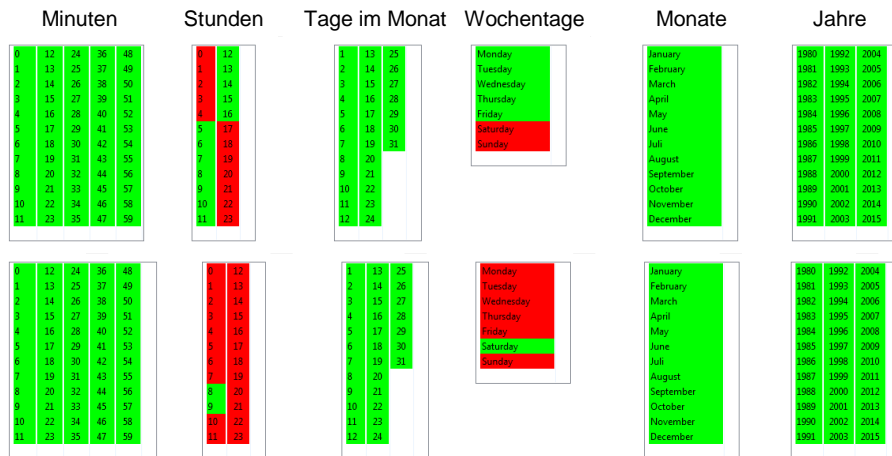 Minuten Stunden Tage im Monat Wochentage Monate Jahre
0 12 24 36 48 0 12 1 13 25 Monday January 1980 1992 2004
1 13 25 37 49 1 13 2 14 26 Tuesday February 1981 1993 2005
2 14 26 38 50 2 14 3 15 27 Wednesday March 1982 1994 2006
3 15 27 39 51 3 15 4 16 28 Thursday April 1983 1995 2007
4 16 28 40 52 4 16 5 17 29 Friday May 1984 1996 2008
5 17 29 41 53 5 17 6 18 30 Saturday June 1985 1997 2009
6 18 30 42 54 6 18 7 19 31 Sunday Juli 1986 1998 2010
7 19 31 43 55 7 19 8 20 August 1987 1999 2011
8 20 32 44 56 8 20 9 21 September 1988 2000 2012
9 21 33 45 57 9 21 10 22 October 1989 2001 2013
10 22 34 46 58 10 22 11 23 November 1990 2002 2014
11 23 35 47 59 11 23 12 24 December 1991 2003 2015
0 12 24 36 48 0 12 1 13 25 Monday January 1980 1992 2004
1 13 25 37 49 1 13 2 14 26 Tuesday February 1981 1993 2005
2 14 26 38 50 2 14 3 15 27 Wednesday March 1982 1994 2006
3 15 27 39 51 3 15 4 16 28 Thursday April 1983 1995 2007
4 16 28 40 52 4 16 5 17 29 Friday May 1984 1996 2008
5 17 29 41 53 5 17 6 18 30 Saturday June 1985 1997 2009
6 18 30 42 54 6 18 7 19 31 Sunday Juli 1986 1998 2010
7 19 31 43 55 7 19 8 20 August 1987 1999 2011
8 20 32 44 56 8 20 9 21 September 1988 2000 2012
9 21 33 45 57 9 21 10 22 October 1989 2001 2013
10 22 34 46 58 10 22 11 23 November 1990 2002 2014
11 23 35 47 59 11 23 12 24 December 1991 2003 2015